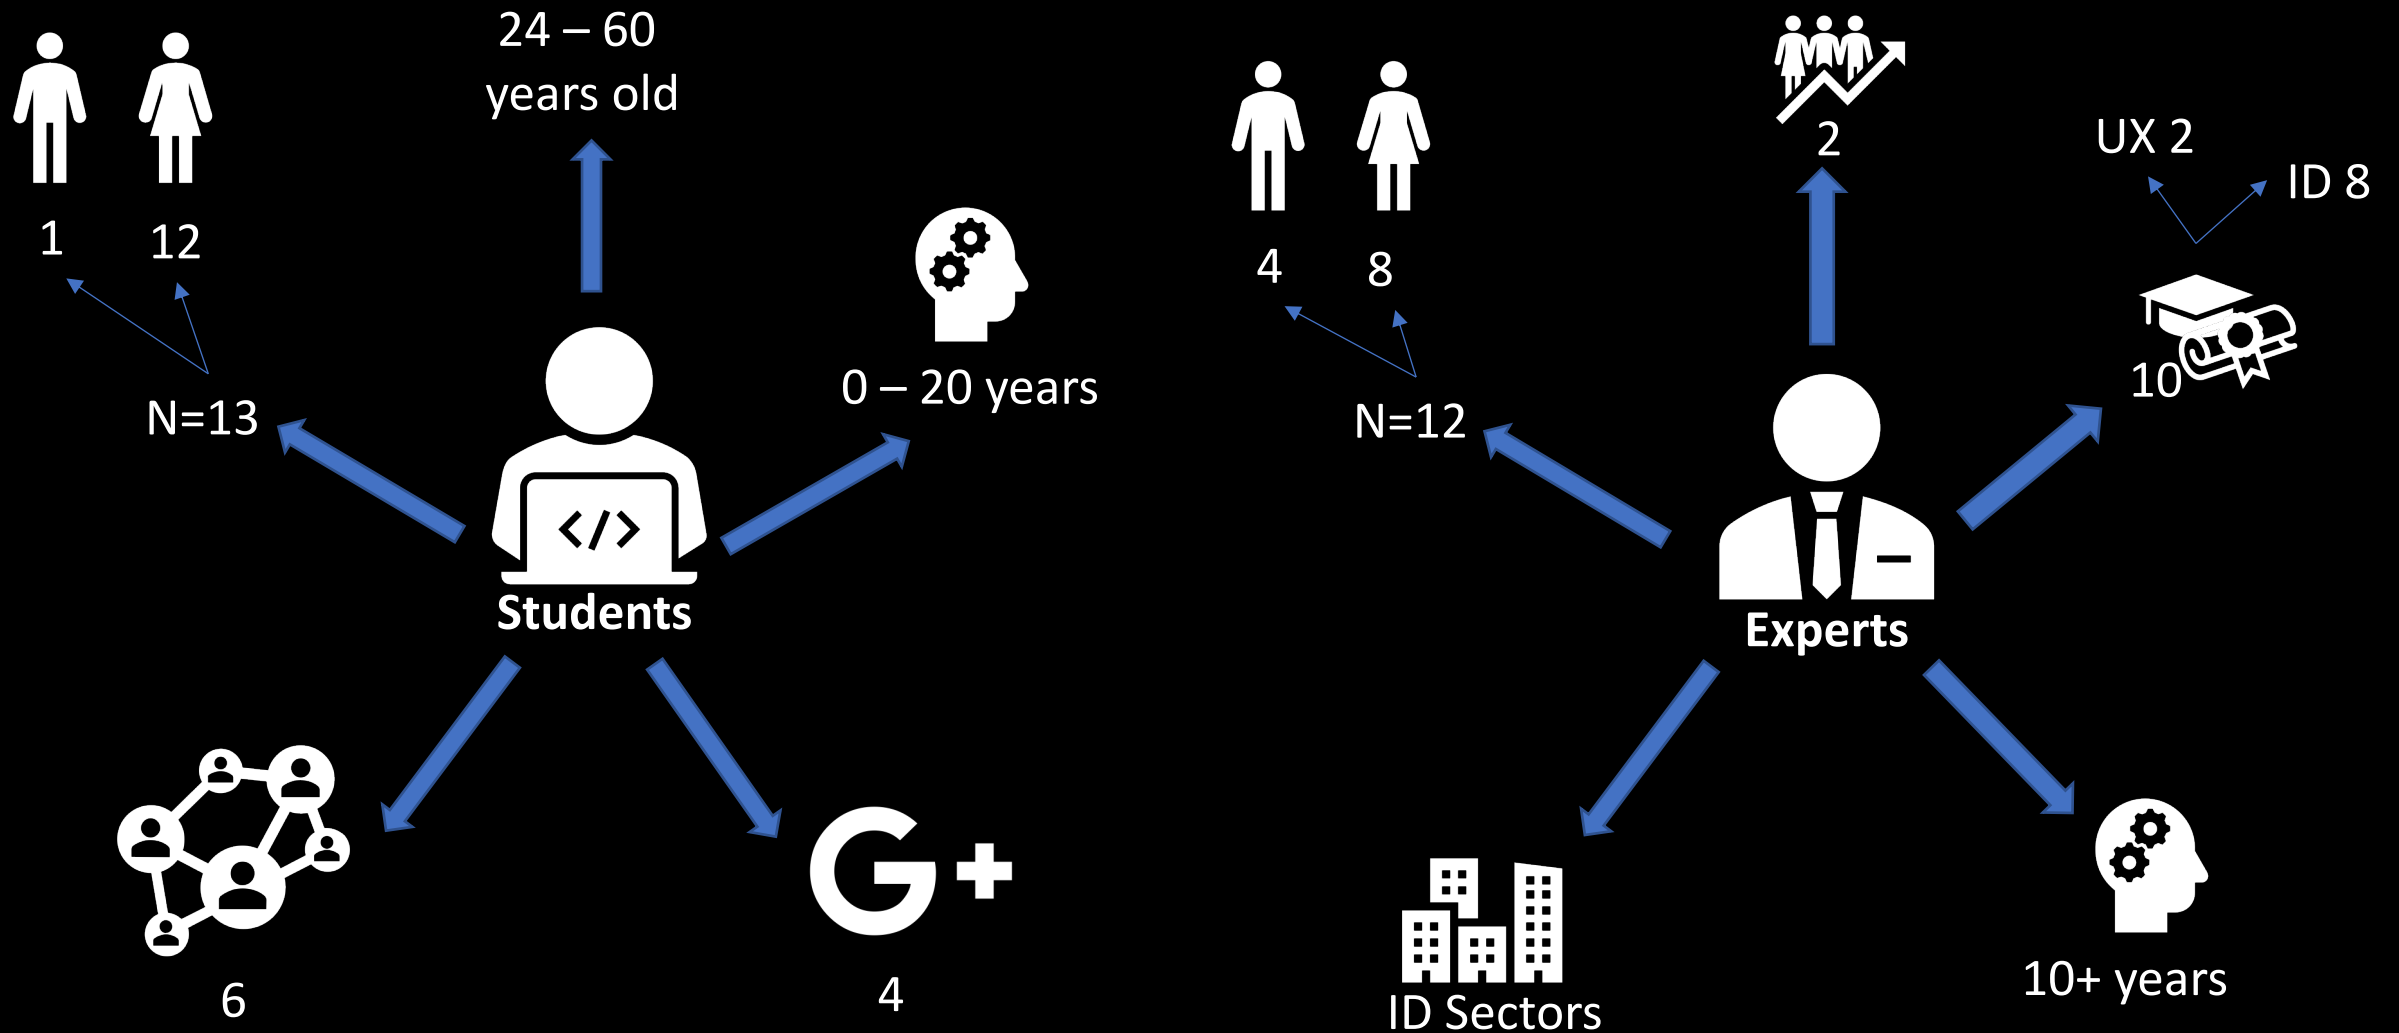 24 – 60
years old
1
12
N=13
0 – 20 years
</>
Students
6
G+
4
4
8
N=12
2
UX 2
ID 8
10
Experts
ID Sectors
10+ years